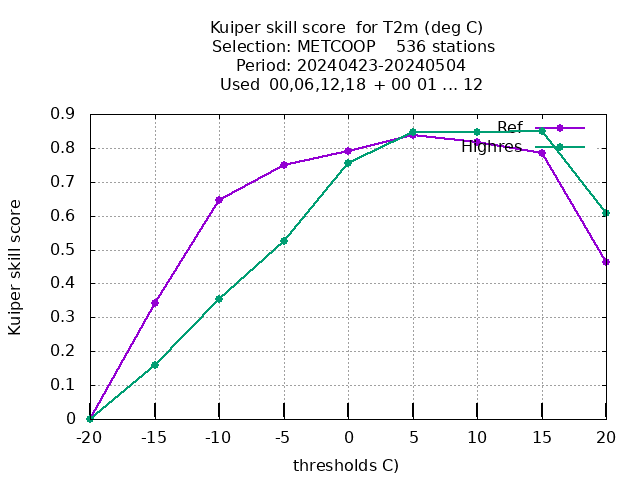 Kuiper skill score  for T2m (deg C)
Selection: METCOOP    536 stations
Period: 20240423-20240504
Used  00,06,12,18  + 00 01 ... 12
Ref
Highres
Kuiper skill score
0.9
0.8
0.7
0.6
0.5
0.4
0.3
0.2
0.1
0
-20 -15 -10 -5 0 5 10 15 20
thresholds C)